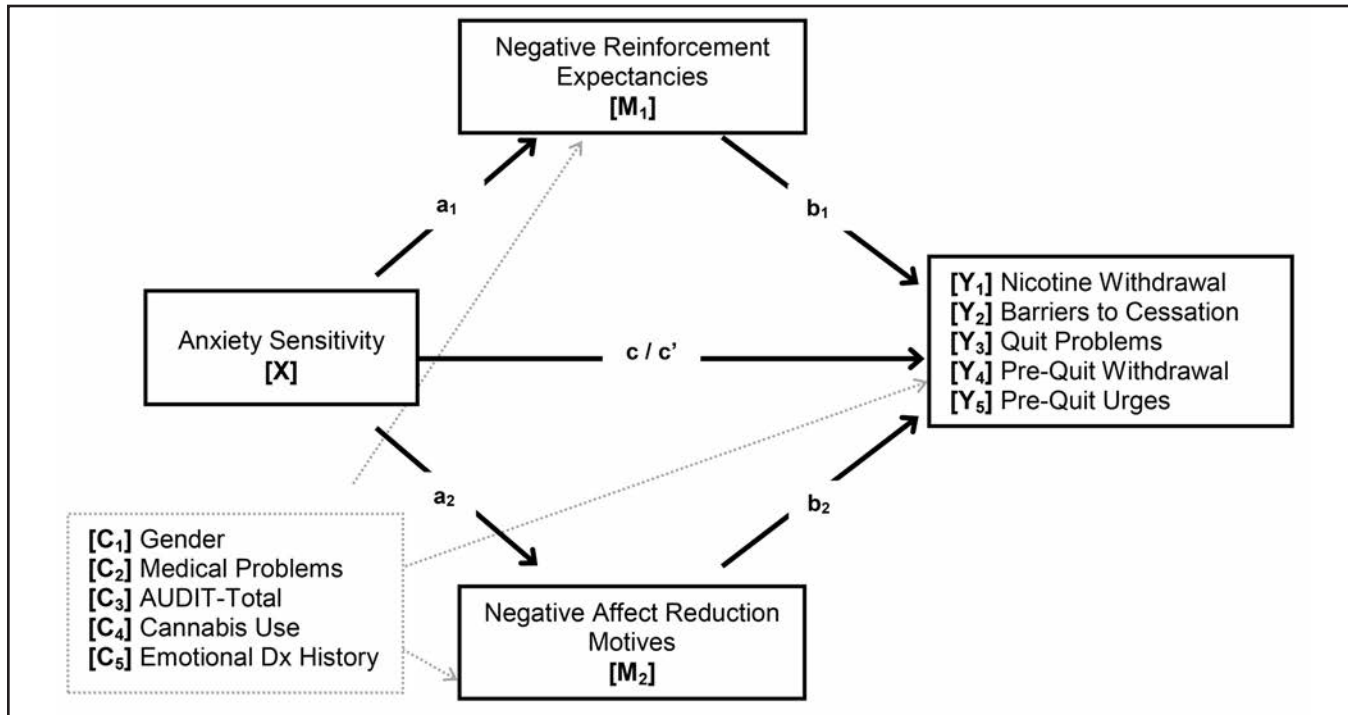 Negative Reinforcement
Expectancies
[M₁]
a₁
b₁
Anxiety Sensitivity
[X]
c / c’
[Y₁] Nicotine Withdrawal
[Y₂] Barriers to Cessation
[Y₃] Quit Problems
[Y₄] Pre-Quit Withdrawal
[Y₅] Pre-Quit Urges
a₂
b₂
[C₁] Gender
[C₂] Medical Problems
[C₃] AUDIT-Total
[C₄] Cannabis Use
[C₅] Emotional Dx History
Negative Affect Reduction
Motives
[M₂]